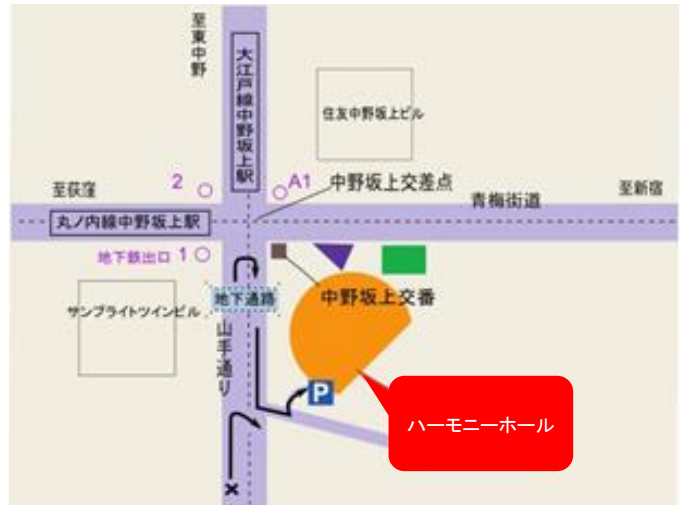 至東中野
大江戸線中野坂上駅
住友中野坂上ビル
至荻窪
2
A1
中野坂上交差点
青梅街道
至新宿
丸ノ内線中野坂上駅
地下鉄出口 1
中野坂上交番
地下通路
サンブライトツインビル
山手通り
P
ハーモニーホール